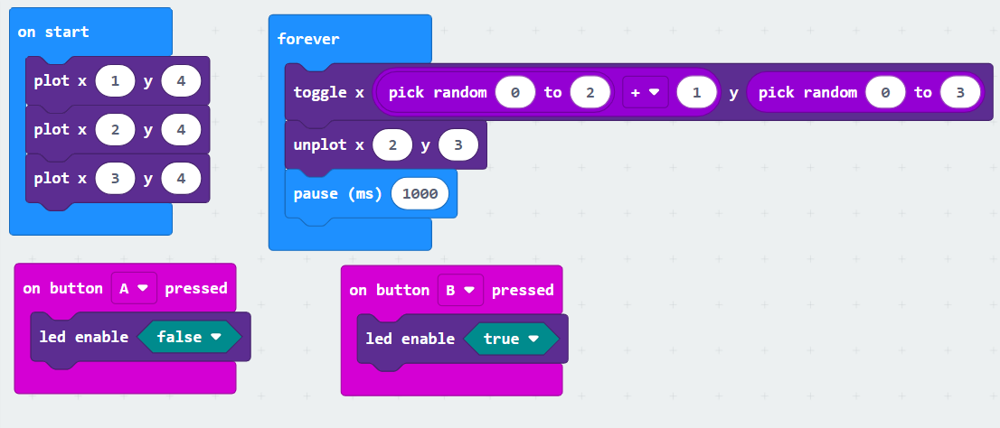 on start
plot x 1 y 4
plot x 2 y 4
plot x 3 y 4
forever
toggle x pick random 0 to 2 + 1 y pick random 0 to 3
unplot x 2 y 3
pause (ms) 1000
on button A pressed
led enable false
on button B pressed
led enable true